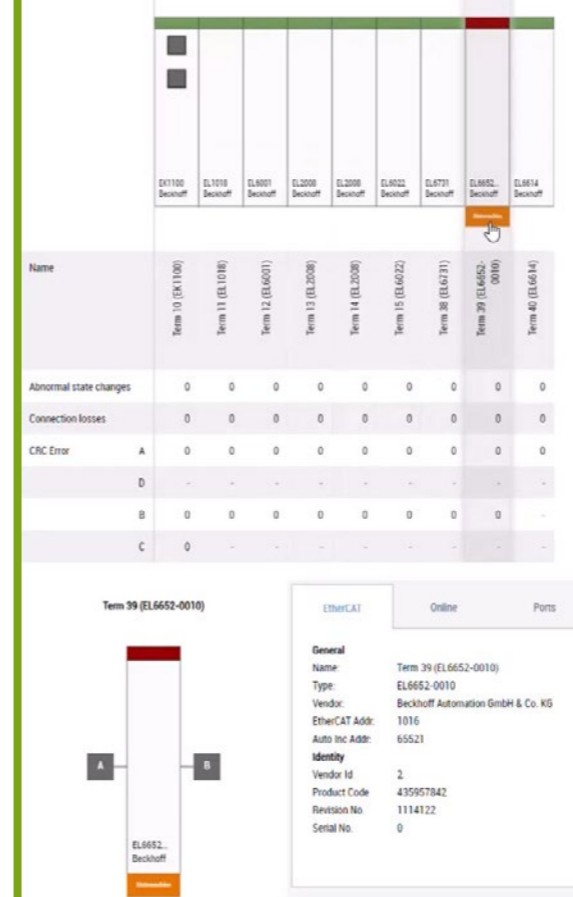 EK1100 EL1018 EL6001 EL2008 EL2008 EL6022 EL6731 EL6652... EL6614
Beckhoff Beckhoff Beckhoff Beckhoff Beckhoff Beckhoff Beckhoff Beckhoff Beckhoff
Name
Term 10 (EK1100)
Term 11 (EL1018)
Term 12 (EL6001)
Term 13 (EL2008)
Term 14 (EL2008)
Term 15 (EL6022)
Term 38 (EL6731)
Term 39 (EL6652-
0010)
Term 40 (EL6614)
Abnormal state changes 0 0 0 0 0 0 0 0 0
Connection losses 0 0 0 0 0 0 0 0 0
CRC Error A 0 0 0 0 0 0 0 0 0
D - - - - - - - - -
B 0 0 0 0 0 0 0 0 -
C 0 - - - - - - - -
Term 39 (EL6652-0010)
A B
EL6652...
Beckhoff
EtherCAT Online Ports
General
Name: Term 39 (EL6652-0010)
Type: EL6652-0010
Vendor: Beckhoff Automation GmbH & Co. KG
EtherCAT Addr: 1016
Auto Inc Addr: 65521
Identity
Vendor Id 2
Product Code 435957842
Revision No. 1114122
Serial No. 0